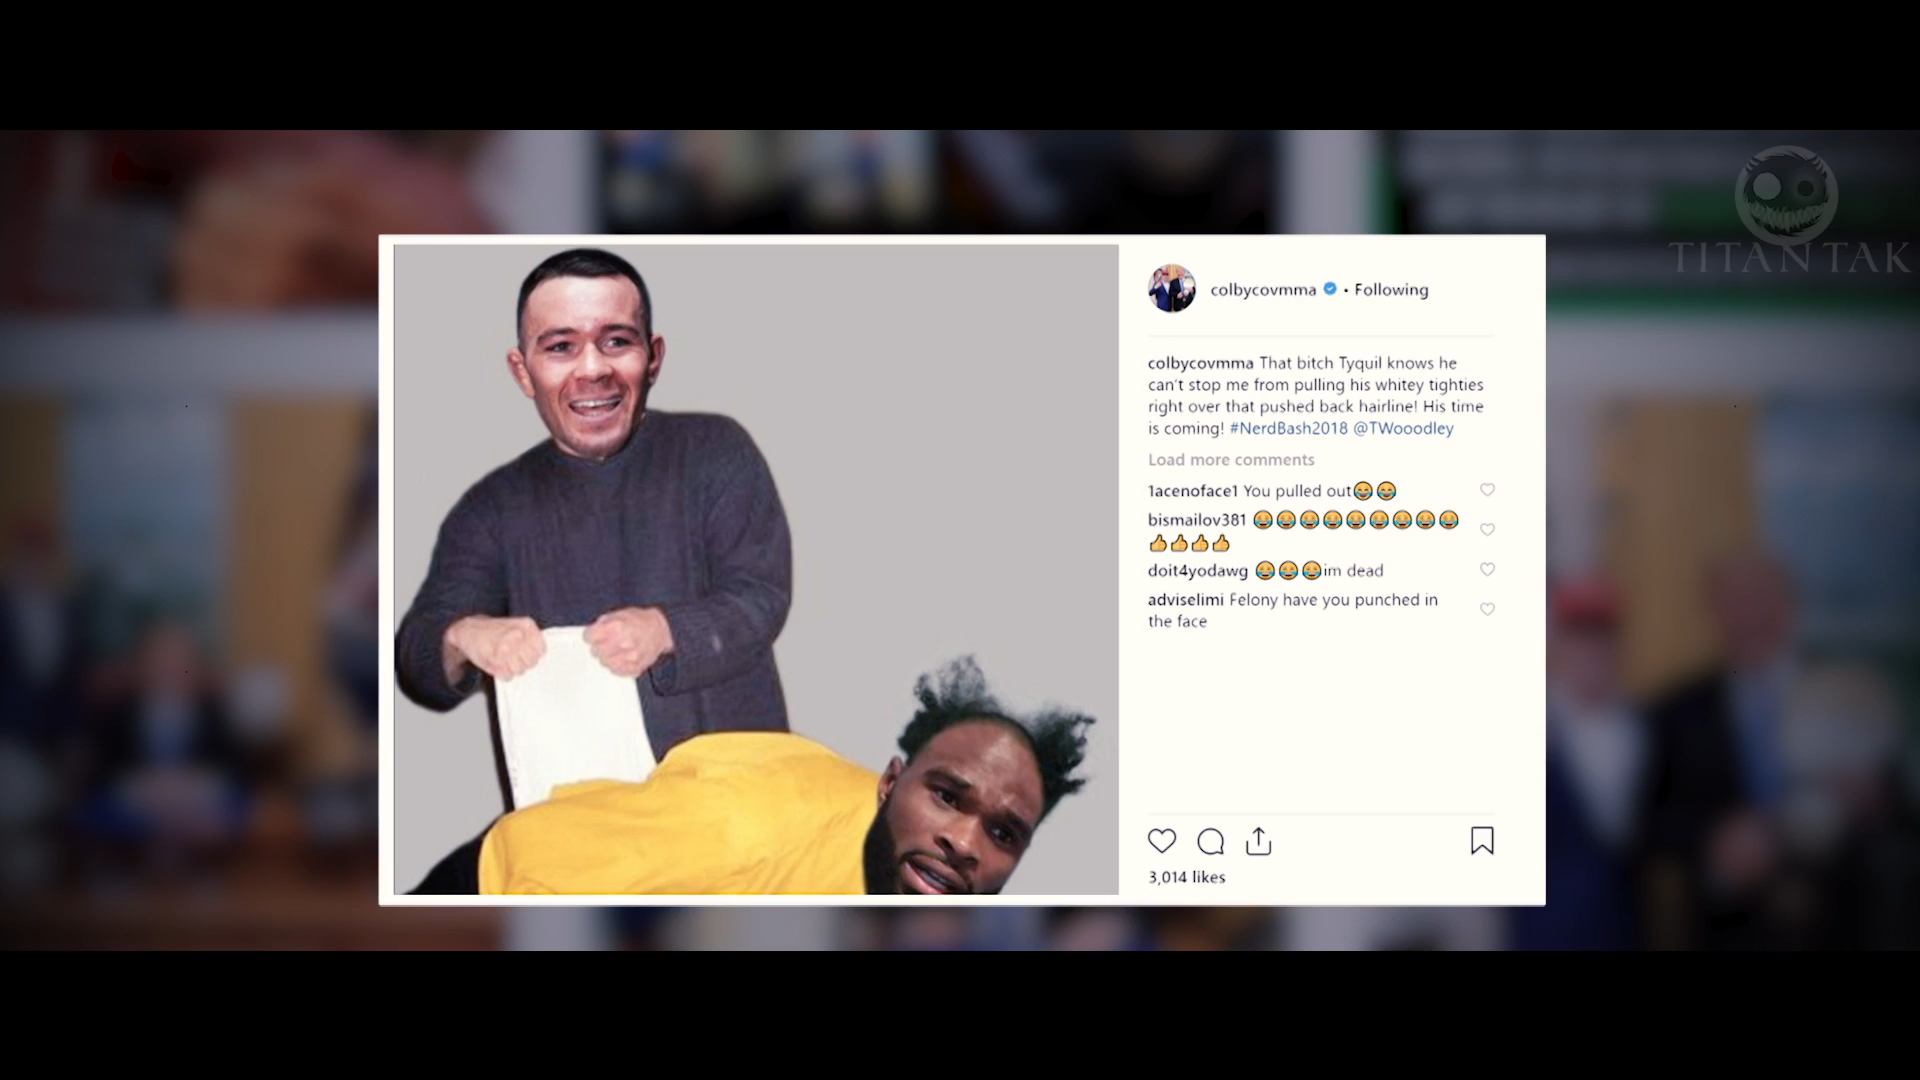 TITANTAK
colbycovmma • Following
colbycovmma That bitch Tyquil knows he
can't stop me from pulling his whitey tighties
right over that pushed back hairline! His time
is coming! #NerdBash2018 @TWooodley
Load more comments
1acenoface1 You pulled out😂😂
bismailov381 😂😂😂😂😂😂😂😂😂
👍👍👍👍
doit4yodawg 😂😂😂im dead
adviselimi Felony have you punched in
the face
3,014 likes